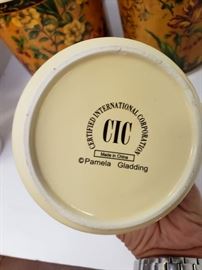 CERTIFIED INTERNATIONAL CORPORATION
CIC
Made in China
©Pamela Gladding